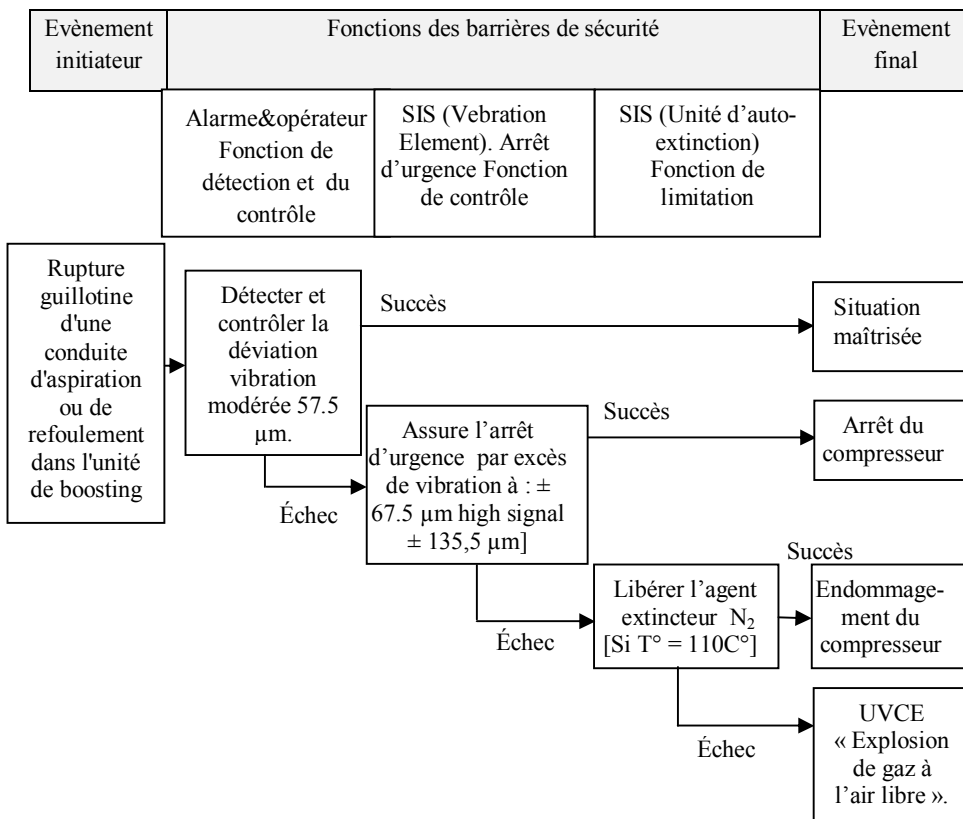 Evènement
initiateur
Fonctions des barrières de sécurité
Evènement
final
Alarme&opérateur
Fonction de
détection et du
contrôle
SIS (Vebration
Element). Arrêt
d'urgence Fonction
de contrôle
SIS (Unité d'auto-
extinction)
Fonction de
limitation
Rupture
guillotine
d'une
conduite
d'aspiration
ou de
refoulement
dans l'unité
de boosting
Détecter et
contrôler la
déviation
vibration
modérée 57.5
µm.
Succès
Situation
maîtrisée
Échec
Assure l'arrêt
d'urgence par excès
de vibration à : ±
67.5 µm high signal
± 135,5 µm]
Succès
Arrêt du
compresseur
Échec
Libérer l'agent
extincteur N₂
[Si T° = 110C°]
Succès
Endommage-
ment du
compresseur
Échec
UVCE
« Explosion
de gaz à
l'air libre ».